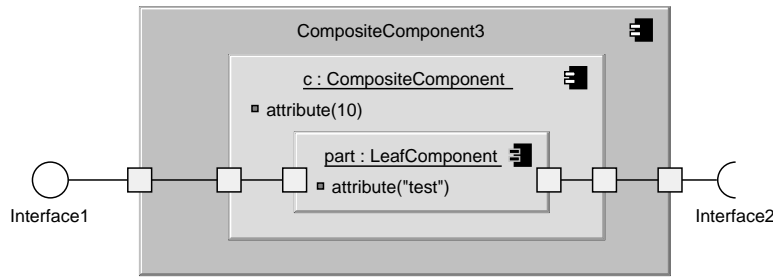 CompositeComponent3
c : CompositeComponent
attribute(10)
part : LeafComponent
attribute("test")
Interface1
Interface2